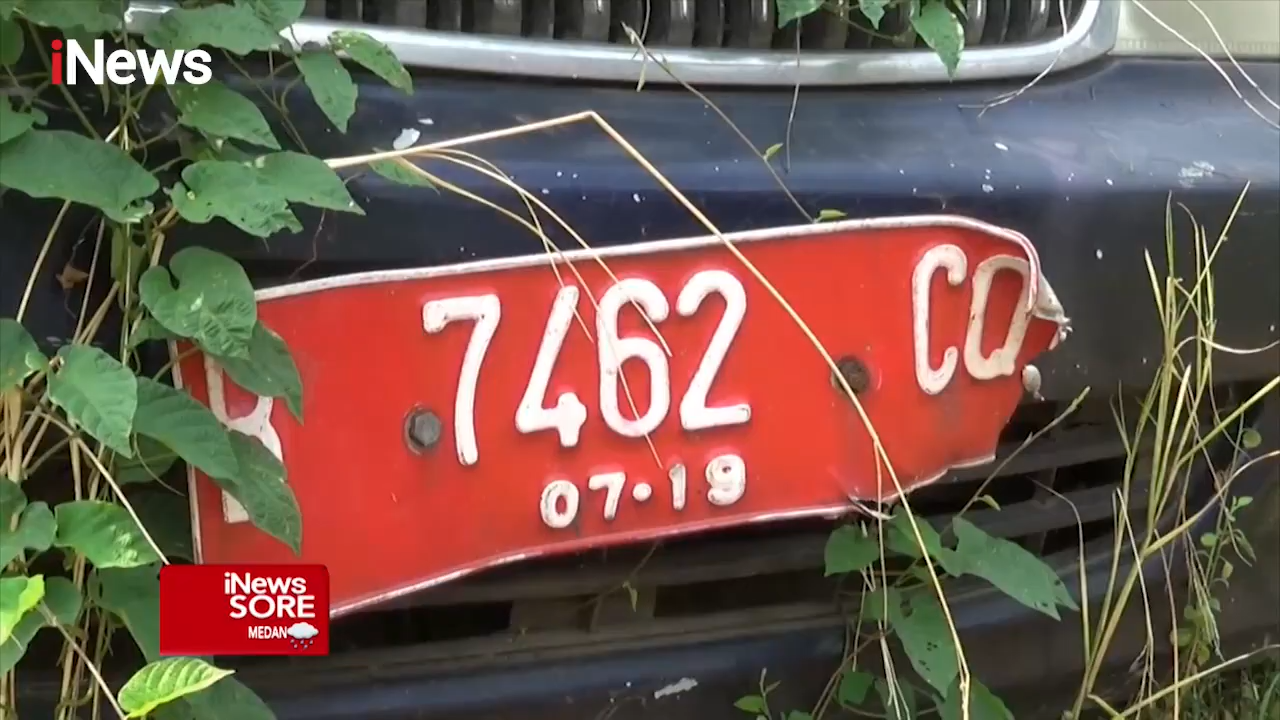 iNews
B 7462 CQ
07•19
iNews
SORE
MEDAN